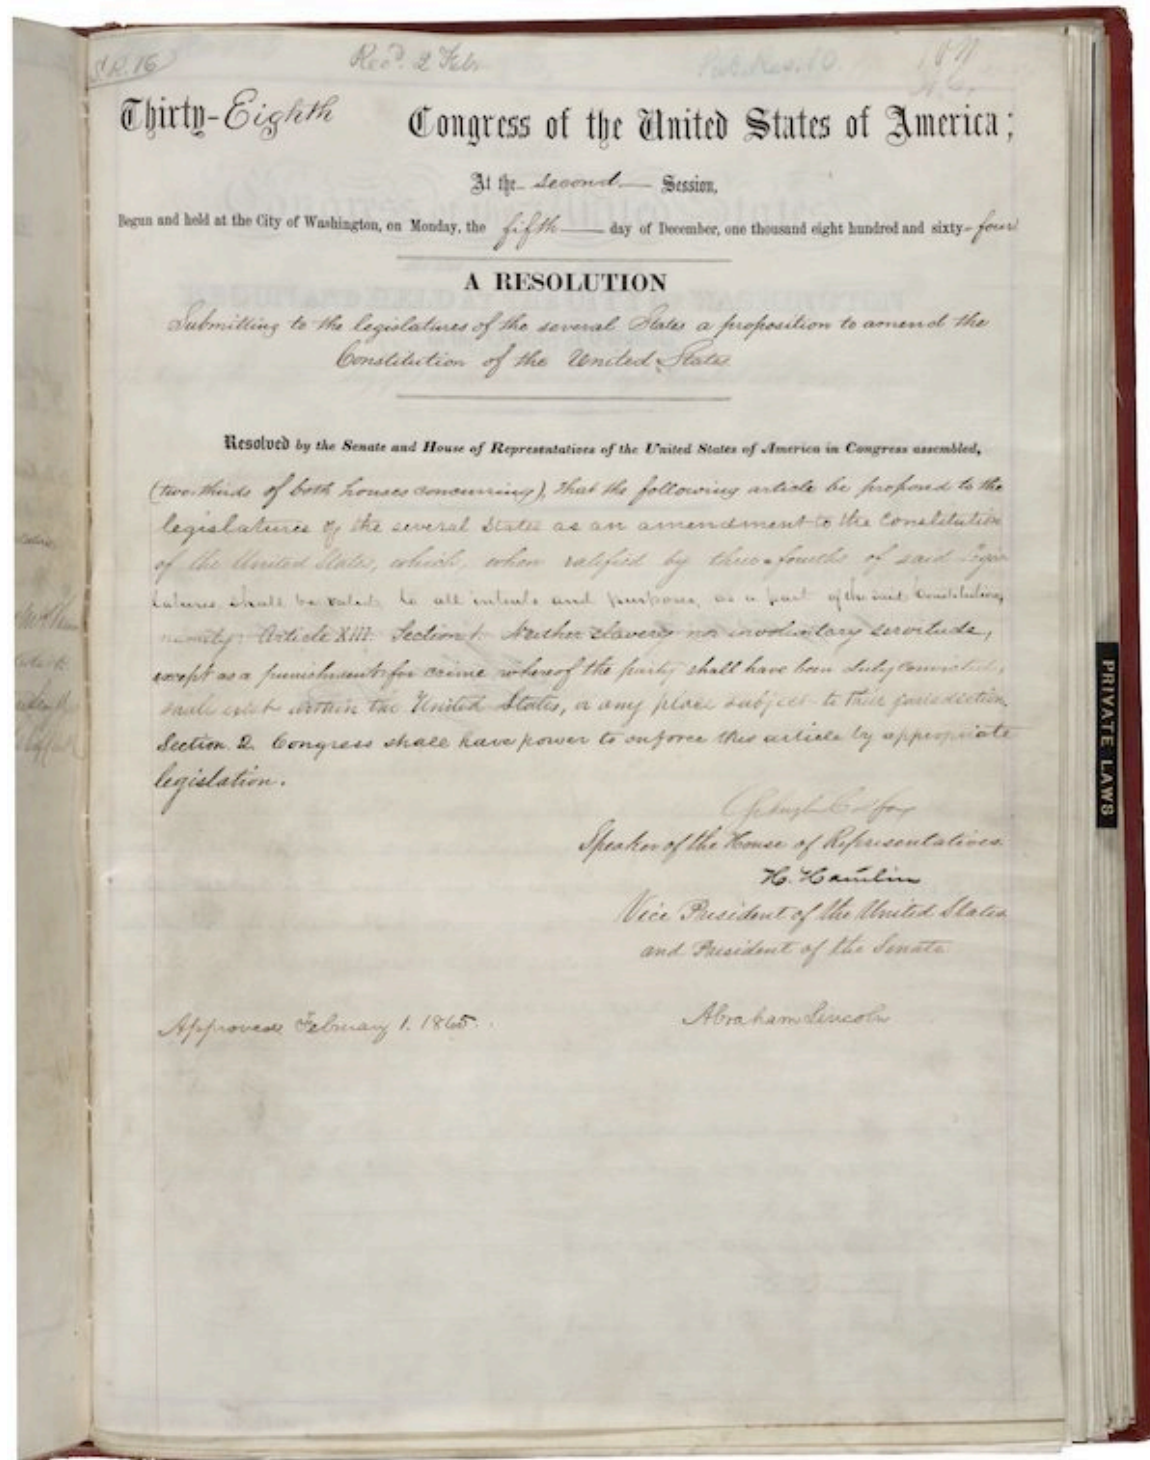 S.R. 16
Rec'd. 2 Feb.
Pub. Res. 10
Thirty-Eighth Congress of the United States of America;
At the second Session,
Begun and held at the City of Washington, on Monday, the fifth day of December, one thousand eight hundred and sixty-four
A RESOLUTION
Submitting to the legislatures of the several States a proposition to amend the
Constitution of the United States.
Resolved by the Senate and House of Representatives of the United States of America in Congress assembled,
(two-thirds of both houses concurring), That the following article be proposed to the
legislatures of the several States as an amendment to the Constitution
of the United States, which, when ratified by three-fourths of said Legis-
latures, shall be valid, to all intents and purposes, as a part of the said Constitution,
namely: Article XIII. Section 1. Neither slavery nor involuntary servitude,
except as a punishment for crime whereof the party shall have been duly convicted,
shall exist within the United States, or any place subject to their jurisdiction.
Section 2. Congress shall have power to enforce this article by appropriate
legislation.
Schuyler Colfax
Speaker of the House of Representatives.
H. Hamlin
Vice President of the United States
and President of the Senate
Approved February 1. 1865.
Abraham Lincoln
PRIVATE LAWS